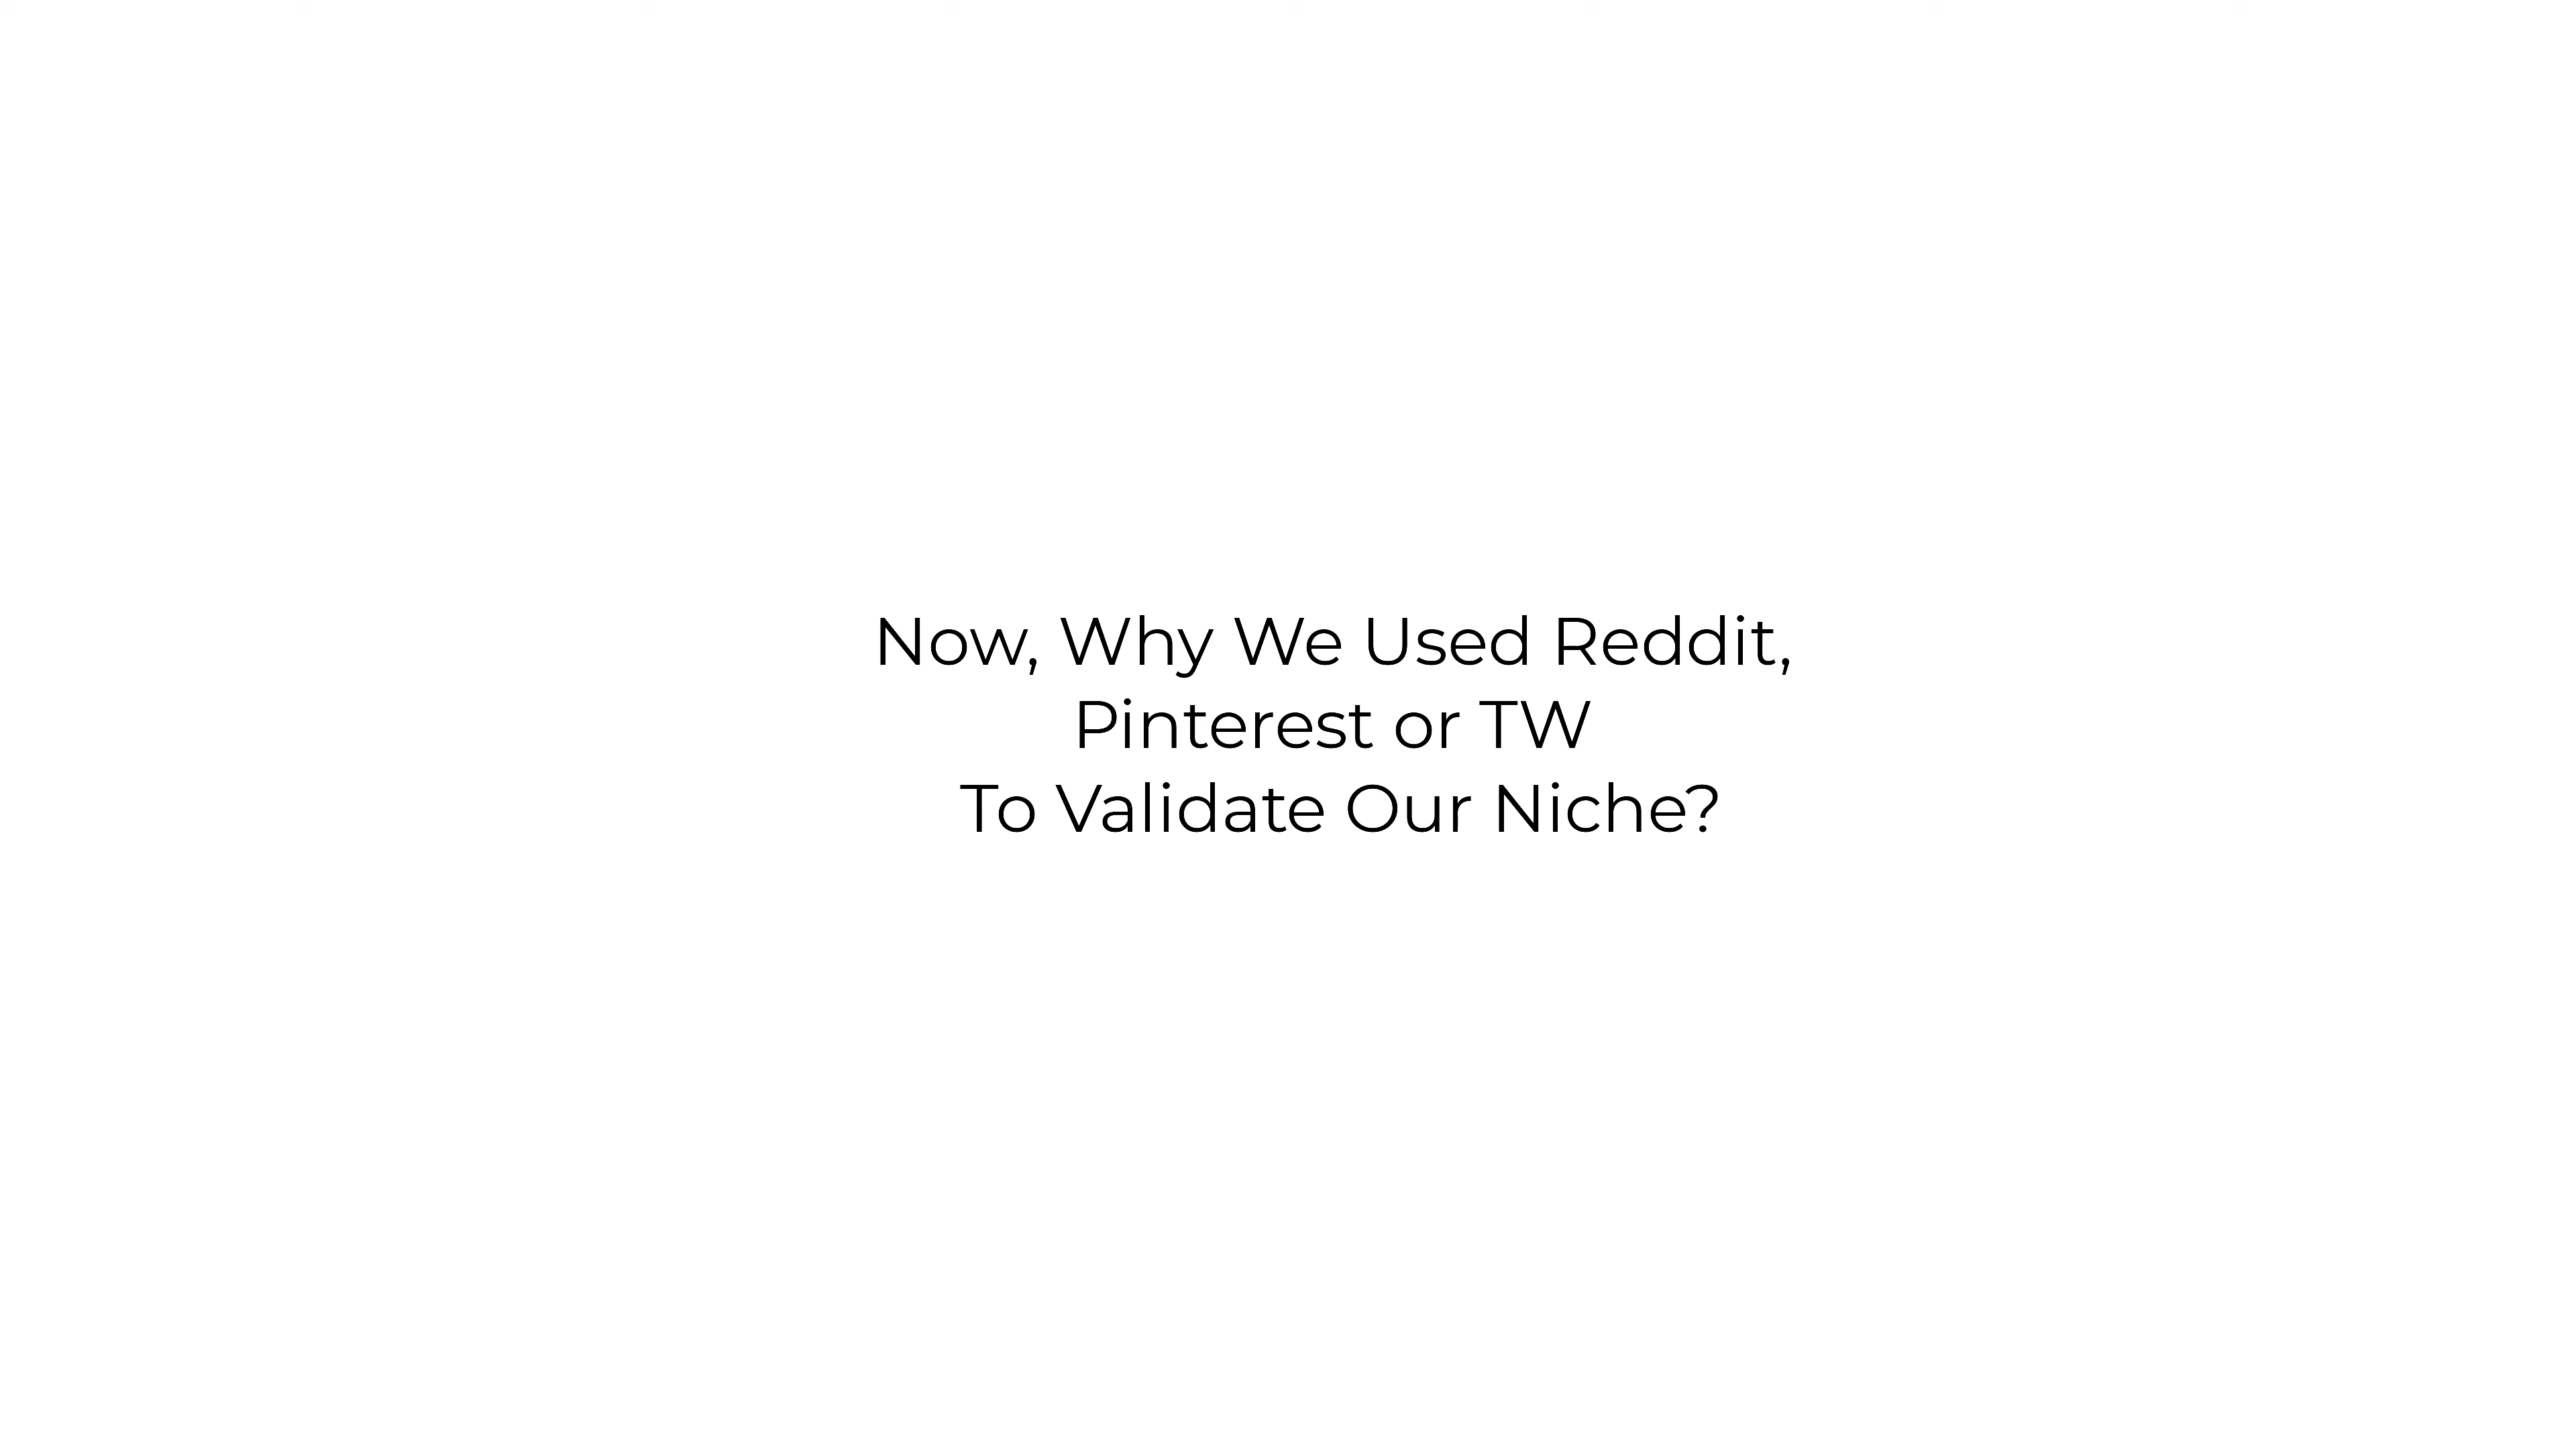 Now, Why We Used Reddit,
Pinterest or TW
To Validate Our Niche?